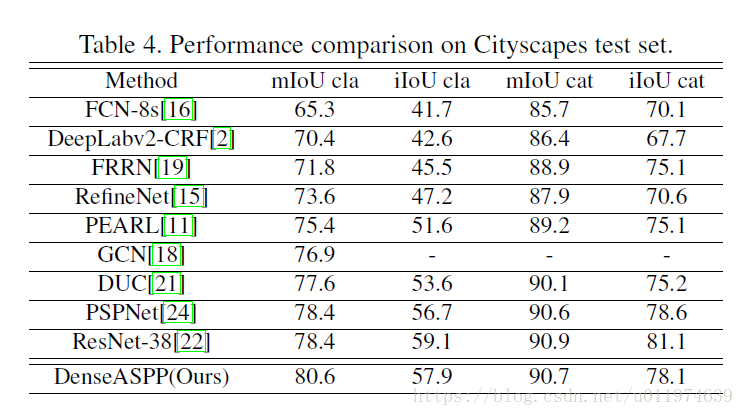 Table 4. Performance comparison on Cityscapes test set.
Method mIoU cla iIoU cla mIoU cat iIoU cat
FCN-8s[16] 65.3 41.7 85.7 70.1
DeepLabv2-CRF[2] 70.4 42.6 86.4 67.7
FRRN[19] 71.8 45.5 88.9 75.1
RefineNet[15] 73.6 47.2 87.9 70.6
PEARL[11] 75.4 51.6 89.2 75.1
GCN[18] 76.9 - - -
DUC[21] 77.6 53.6 90.1 75.2
PSPNet[24] 78.4 56.7 90.6 78.6
ResNet-38[22] 78.4 59.1 90.9 81.1
DenseASPP(Ours) 80.6 57.9 90.7 78.1
https://blog.csdn.net/u011974639